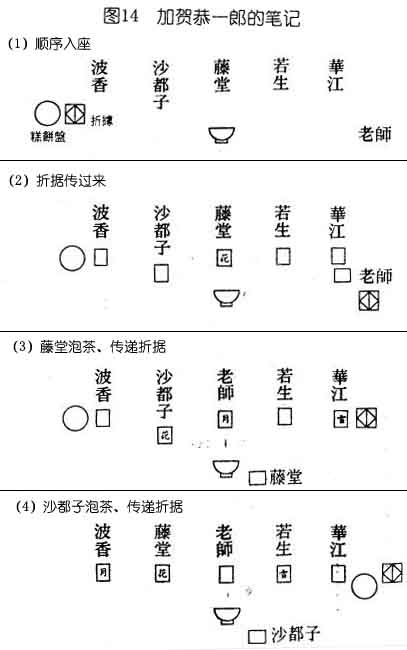 图14 加贺恭一郎的笔记
(1) 顺序入座
波香
沙都子
藤堂
若生
華江
折據
糕餅盤
老師
(2) 折据传过来
波香
沙都子
藤堂
若生
華江
花
老師
(3) 藤堂泡茶、传递折据
波香
沙都子
老師
若生
華江
花
月
雪
藤堂
(4) 沙都子泡茶、传递折据
波香
藤堂
老師
若生
華江
月
花
雪
沙都子